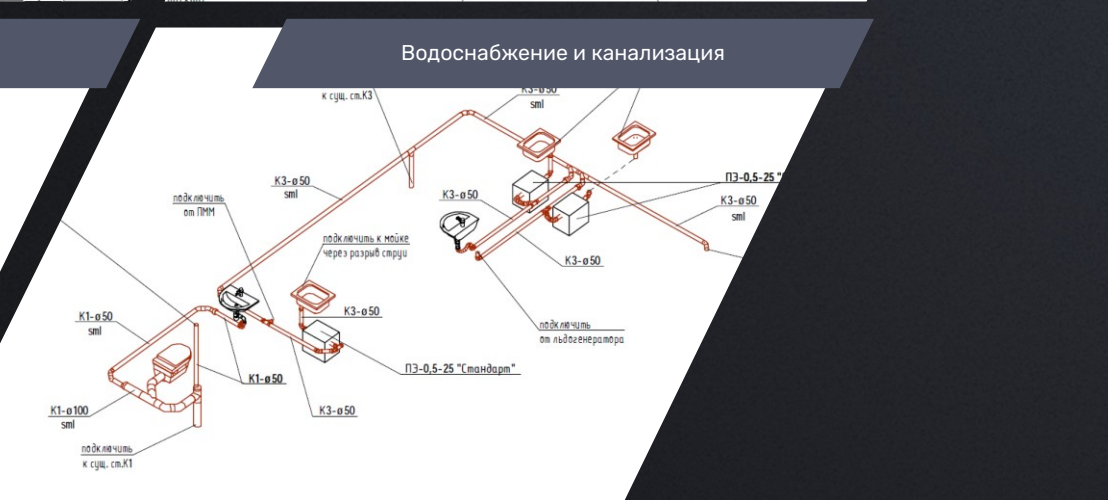 Водоснабжение и канализация
к сущ. ст.К3
К3-ø50
sml
К3-ø50
sml
подключить
от ПММ
К3-ø50
ПЭ-0,5-25 "
К3-ø50
sml
подключить к мойке
через разрыв струи
К3-ø50
К1-ø50
sml
К3-ø50
подключить
от льдогенератора
ПЭ-0,5-25 "Стандарт"
К1-ø50
К1-ø100
sml
К3-ø50
подключить
к сущ. ст.К1